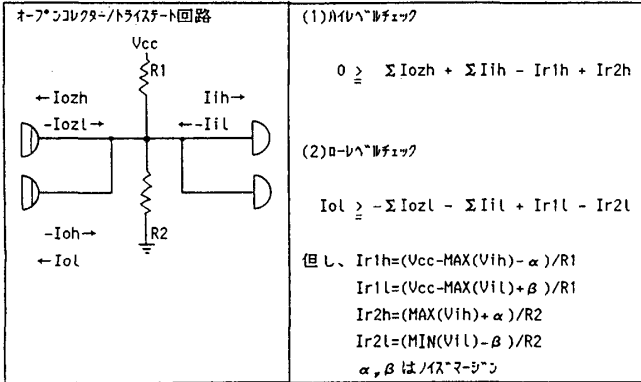 オープンコレクター/トライステート回路
Vcc
R1
←Iozh
Iih→
-Iozl→
←-Iil
R2
-Ioh→
←Iol
(1)ハイレベルチェック
0 ≧ ΣIozh + ΣIih - Ir1h + Ir2h
(2)ローレベルチェック
Iol ≧ -ΣIozl - ΣIil + Ir1l - Ir2l
但し、Ir1h=(Vcc-MAX(Vih)-α)/R1
Ir1l=(Vcc-MAX(Vil)+β)/R1
Ir2h=(MAX(Vih)+α)/R2
Ir2l=(MIN(Vil)-β)/R2
α,βはノイズマージン